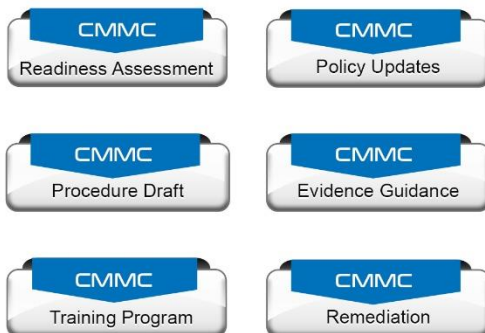 CMMC
Readiness Assessment
CMMC
Policy Updates
CMMC
Procedure Draft
CMMC
Evidence Guidance
CMMC
Training Program
CMMC
Remediation